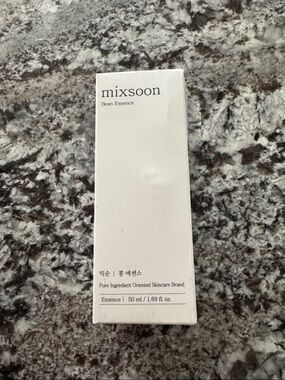 mixsoon
Bean Essence
믹순 | 콩 에센스
Pure Ingredient Oriented Skincare Brand.
Essence | 50 ml / 1.69 fl. oz.